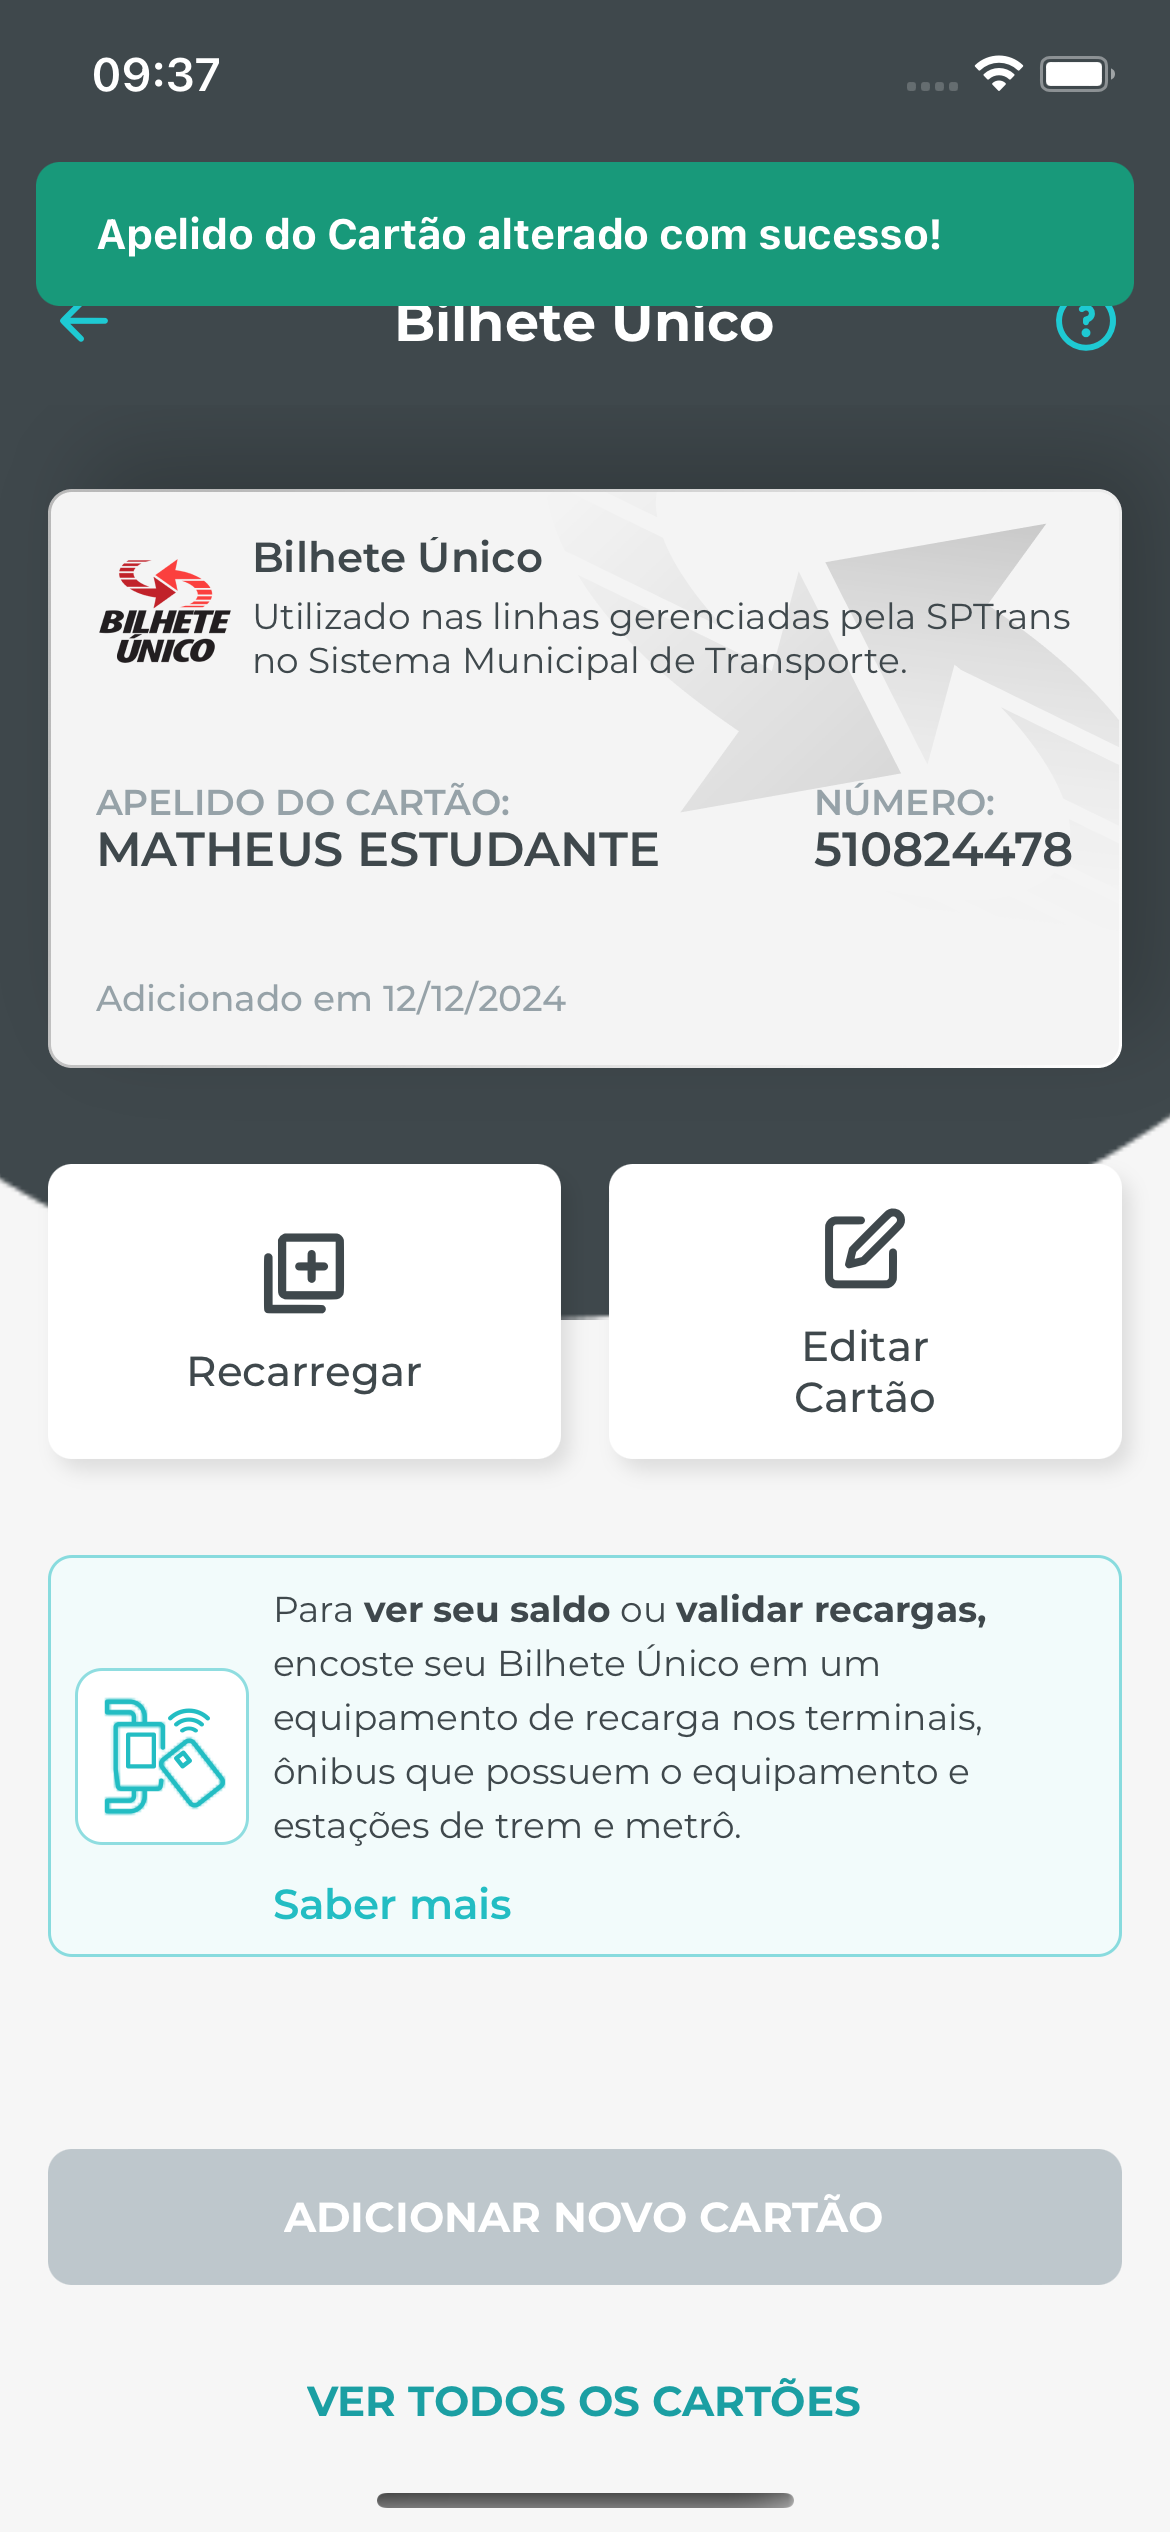 09:37
Apelido do Cartão alterado com sucesso!
Bilhete Único
?
Bilhete Único
Utilizado nas linhas gerenciadas pela SPTrans
no Sistema Municipal de Transporte.
BILHETE
ÚNICO
APELIDO DO CARTÃO:
MATHEUS ESTUDANTE
NÚMERO:
510824478
Adicionado em 12/12/2024
Recarregar
Editar
Cartão
Para ver seu saldo ou validar recargas,
encoste seu Bilhete Único em um
equipamento de recarga nos terminais,
ônibus que possuem o equipamento e
estações de trem e metrô.
Saber mais
ADICIONAR NOVO CARTÃO
VER TODOS OS CARTÕES